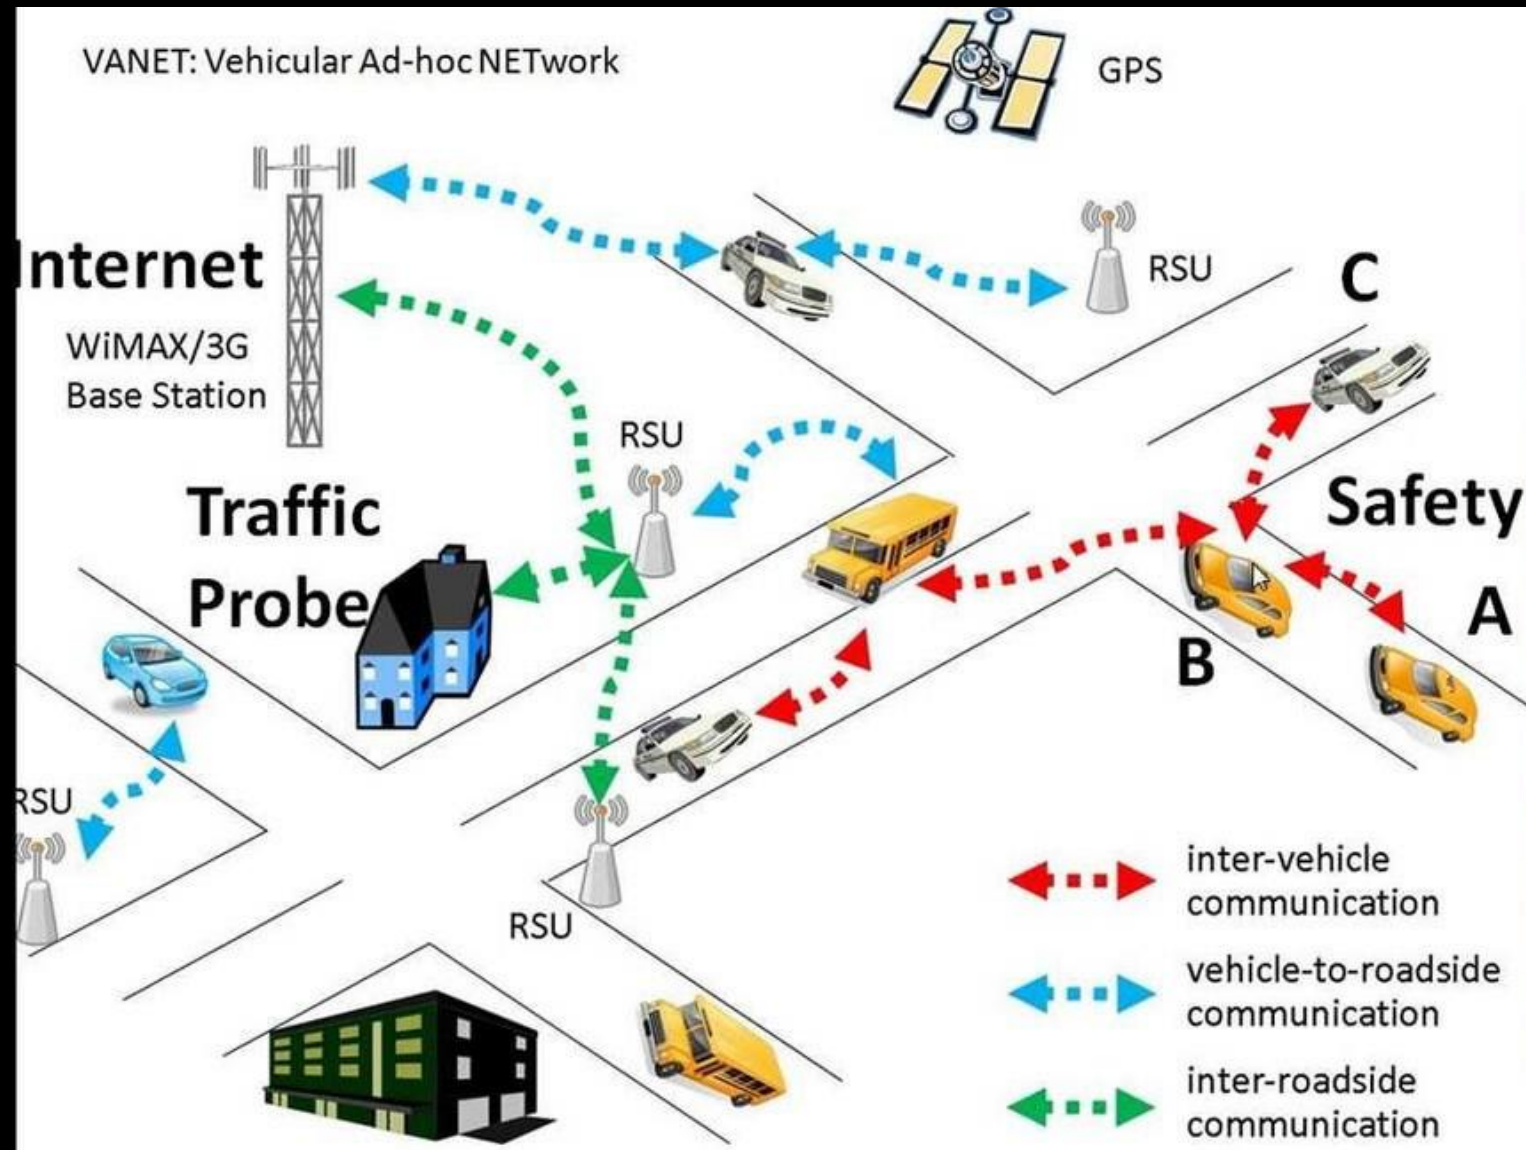 VANET: Vehicular Ad-hoc NETwork
GPS
Internet
RSU
C
WiMAX/3G
Base Station
RSU
Traffic
Safety
Probe
A
B
RSU
inter-vehicle
communication
RSU
vehicle-to-roadside
communication
inter-roadside
communication